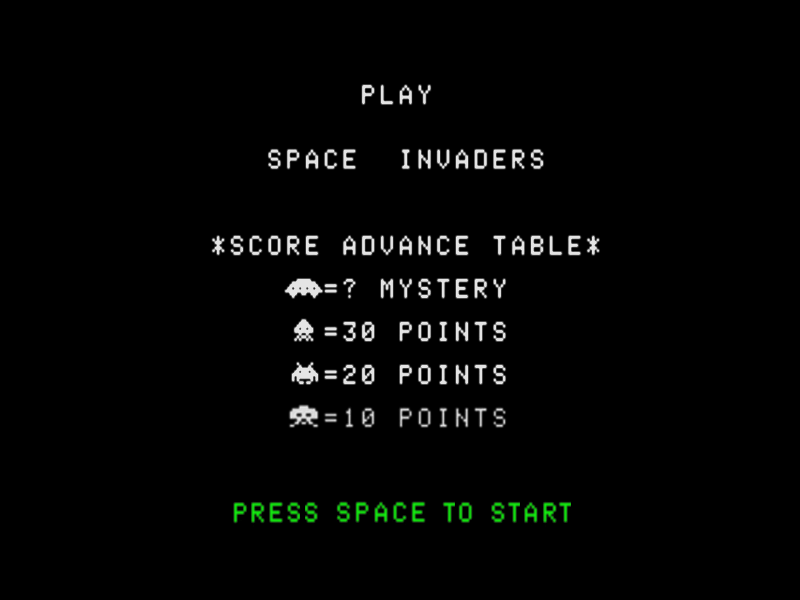 PLAY
SPACE INVADERS
*SCORE ADVANCE TABLE*
=? MYSTERY
=30 POINTS
=20 POINTS
=10 POINTS
PRESS SPACE TO START